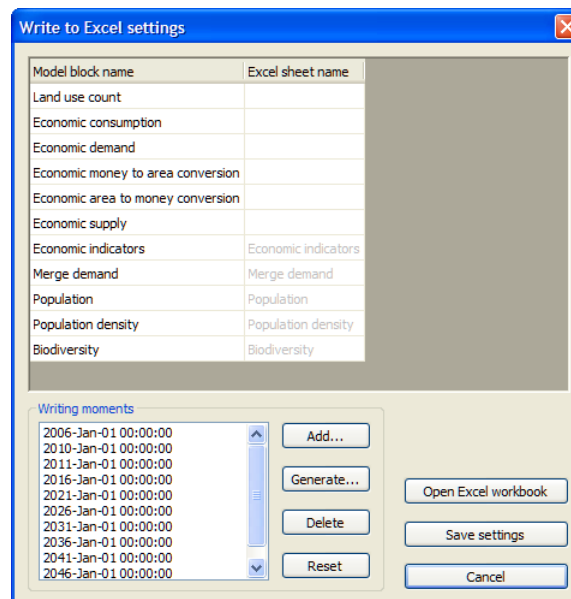 Write to Excel settings
Model block name Excel sheet name
Land use count
Economic consumption
Economic demand
Economic money to area conversion
Economic area to money conversion
Economic supply
Economic indicators Economic indicators
Merge demand Merge demand
Population Population
Population density Population density
Biodiversity Biodiversity
Writing moments
2006-Jan-01 00:00:00
2010-Jan-01 00:00:00
2011-Jan-01 00:00:00
2016-Jan-01 00:00:00
2021-Jan-01 00:00:00
2026-Jan-01 00:00:00
2031-Jan-01 00:00:00
2036-Jan-01 00:00:00
2041-Jan-01 00:00:00
2046-Jan-01 00:00:00
Add...
Generate...
Delete
Reset
Open Excel workbook
Save settings
Cancel